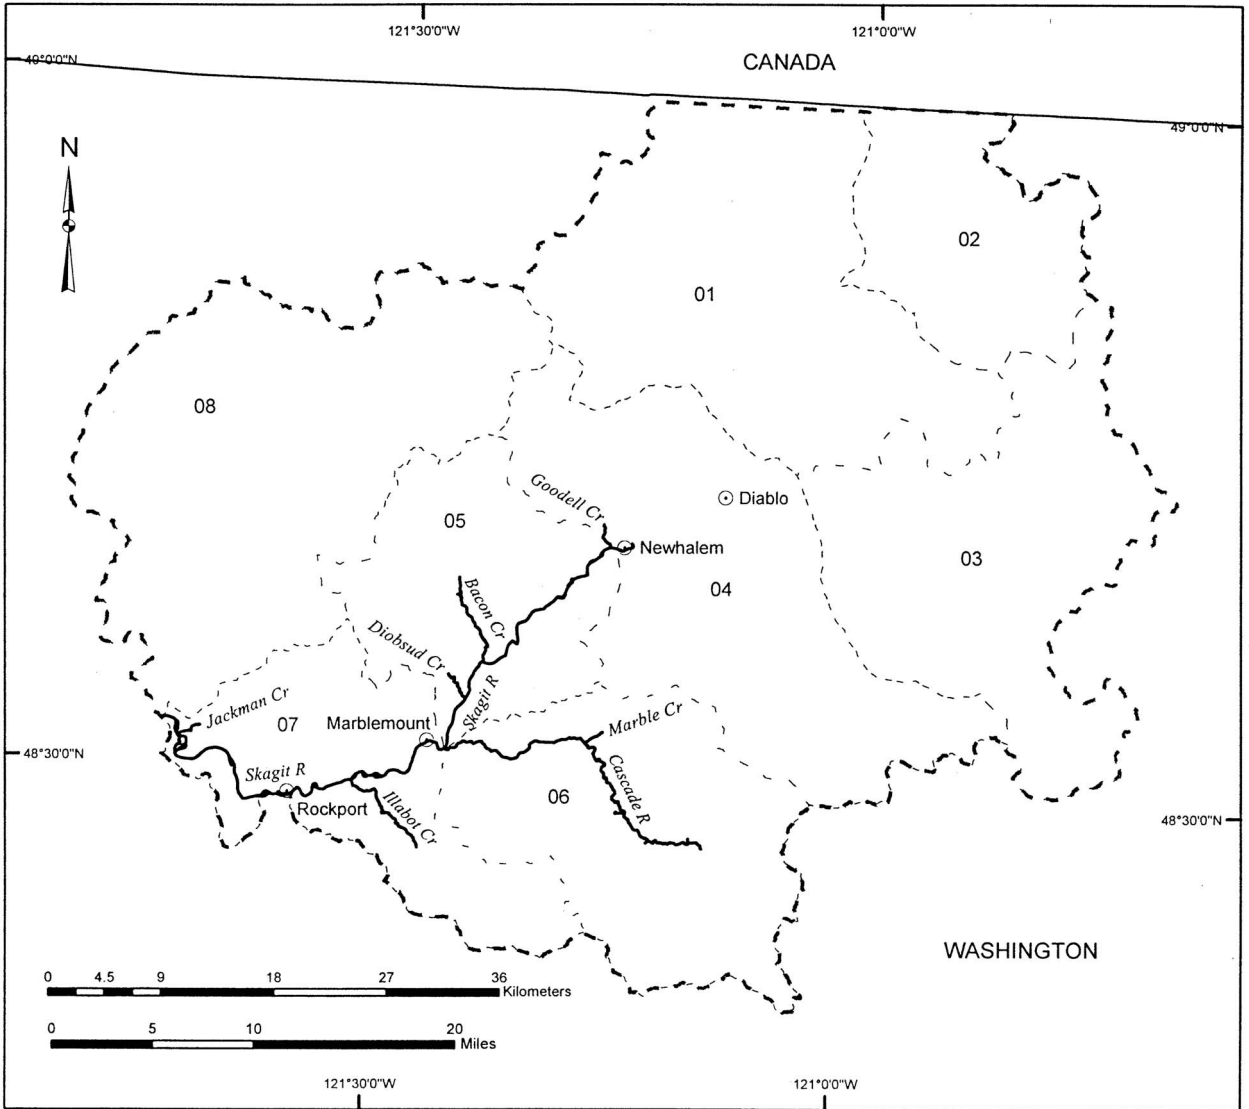 121°30'0"W
121°0'0"W
49°0'0"N
CANADA
49°0'0"N
N
02
01
08
Goodell Cr
Diablo
05
Newhalem
03
04
Bacon Cr
Diobsud Cr
Skagit R
Jackman Cr
07
Marblemount
Marble Cr
48°30'0"N
Skagit R
Cascade R
06
Rockport
Illabot Cr
48°30'0"N
WASHINGTON
0 4.5 9 18 27 36
Kilometers
0 5 10 20
Miles
121°30'0"W
121°0'0"W